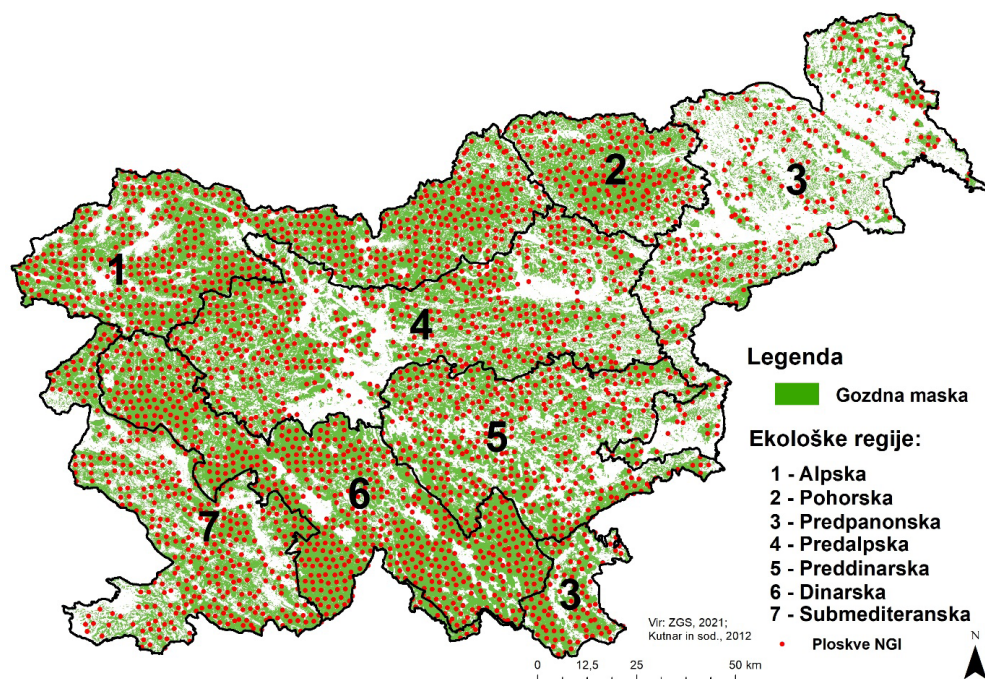 2
3
1
4
5
6
7
3
Legenda
Gozdna maska
Ekološke regije:
1 - Alpska
2 - Pohorska
3 - Predpanonska
4 - Predalpska
5 - Preddinarska
6 - Dinarska
7 - Submediteranska
Ploskve NGI
Vir: ZGS, 2021;
Kutnar in sod., 2012
N
0 12,5 25 50 km